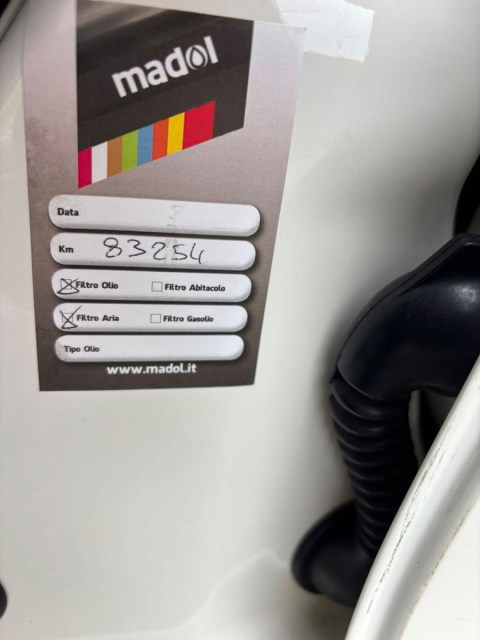 madol
Data
Km 83254
Filtro Olio Filtro Abitacolo
Filtro Aria Filtro Gasolio
Tipo Olio
www.madol.it